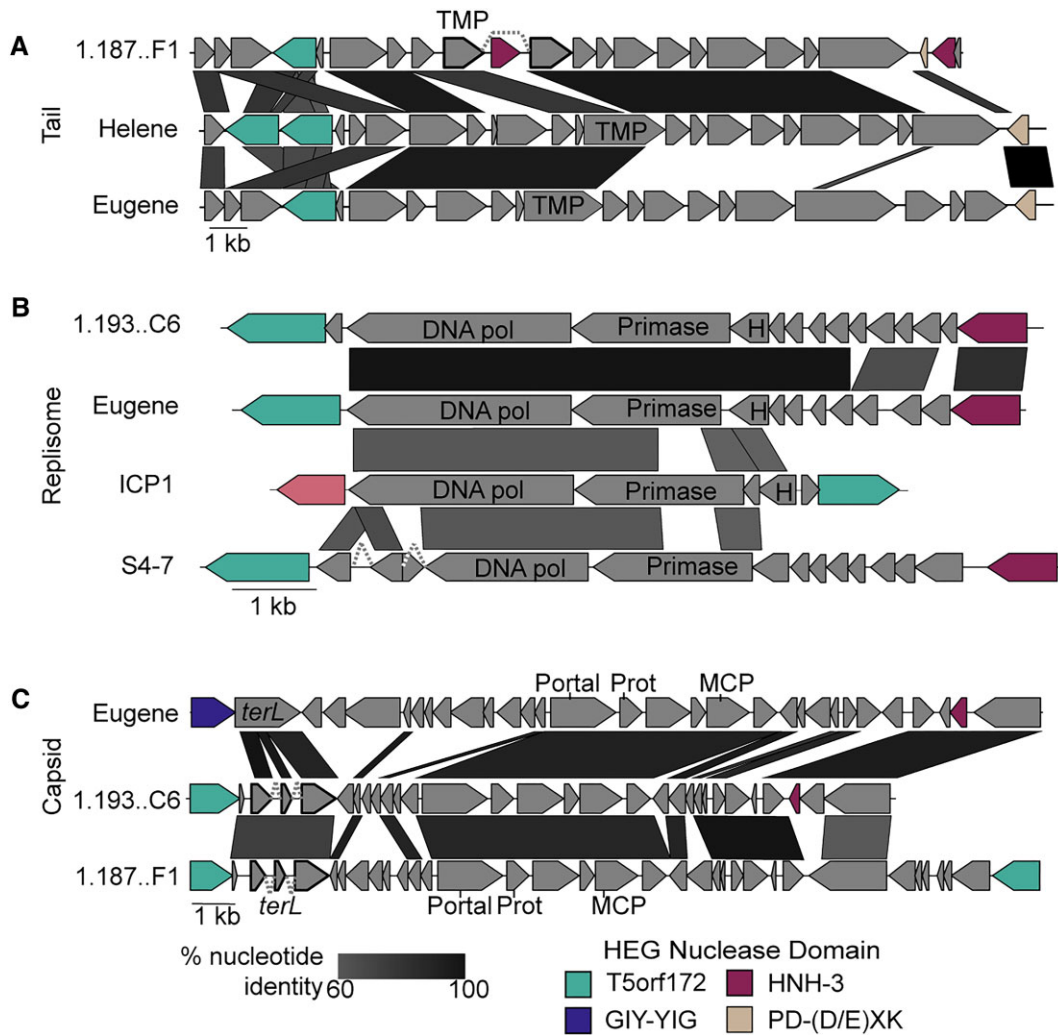 A
TMP
1.187..F1
Tail
Helene
TMP
Eugene
TMP
1 kb
B
1.193..C6
DNA pol
Primase
H
Replisome
Eugene
DNA pol
Primase
H
ICP1
DNA pol
Primase
H
S4-7
DNA pol
Primase
1 kb
C
Portal
Prot
MCP
Eugene
terL
Capsid
1.193..C6
1.187..F1
1 kb
terL
Portal
Prot
MCP
% nucleotide
identity
60
100
HEG Nuclease Domain
T5orf172
HNH-3
GIY-YIG
PD-(D/E)XK